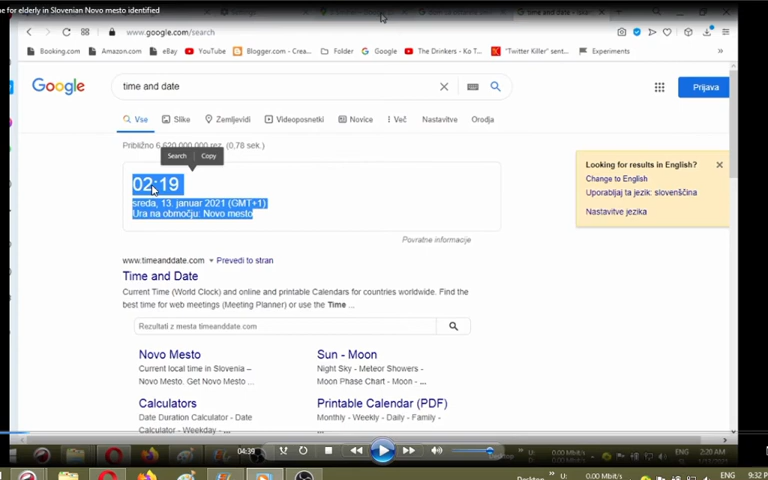 ne for elderly in Slovenian Novo mesto identified
time and date - Iskan
www.google.com/search
Booking.com Amazon.com eBay YouTube Blogger.com - Crea... Folder Google The Drinkers - Ko T... "Twitter Killer" sent... Experiments
Google time and date Prijava
Vse Slike Zemljevidi Videoposnetki Novice Več Nastavitve Orodja
Približno 6.620.000.000 rez. (0,78 sek.)
Search Copy
Looking for results in English?
Change to English
Uporabljaj ta jezik: slovenščina
Nastavitve jezika
02:19
sreda, 13. januar 2021 (GMT+1)
Ura na območju: Novo mesto
Povratne informacije
www.timeanddate.com Prevedi to stran
Time and Date
Current Time (World Clock) and online and printable Calendars for countries worldwide. Find the
best time for web meetings (Meeting Planner) or use the Time ...
Rezultati z mesta timeanddate.com
Novo Mesto
Current local time in Slovenia –
Novo Mesto. Get Novo Mesto ...
Sun - Moon
Night Sky - Meteor Showers -
Moon Phase Chart - Moon - ...
Calculators
Date Duration Calculator - Date
Calculator - Weekday - ...
Printable Calendar (PDF)
Monthly - Weekly - Daily - Family -
04:39
Desktop U: 0.00 Mbit/s ENG 2:20 AM
Desktop U: 0.00 Mbit/s ENG 9:32 P